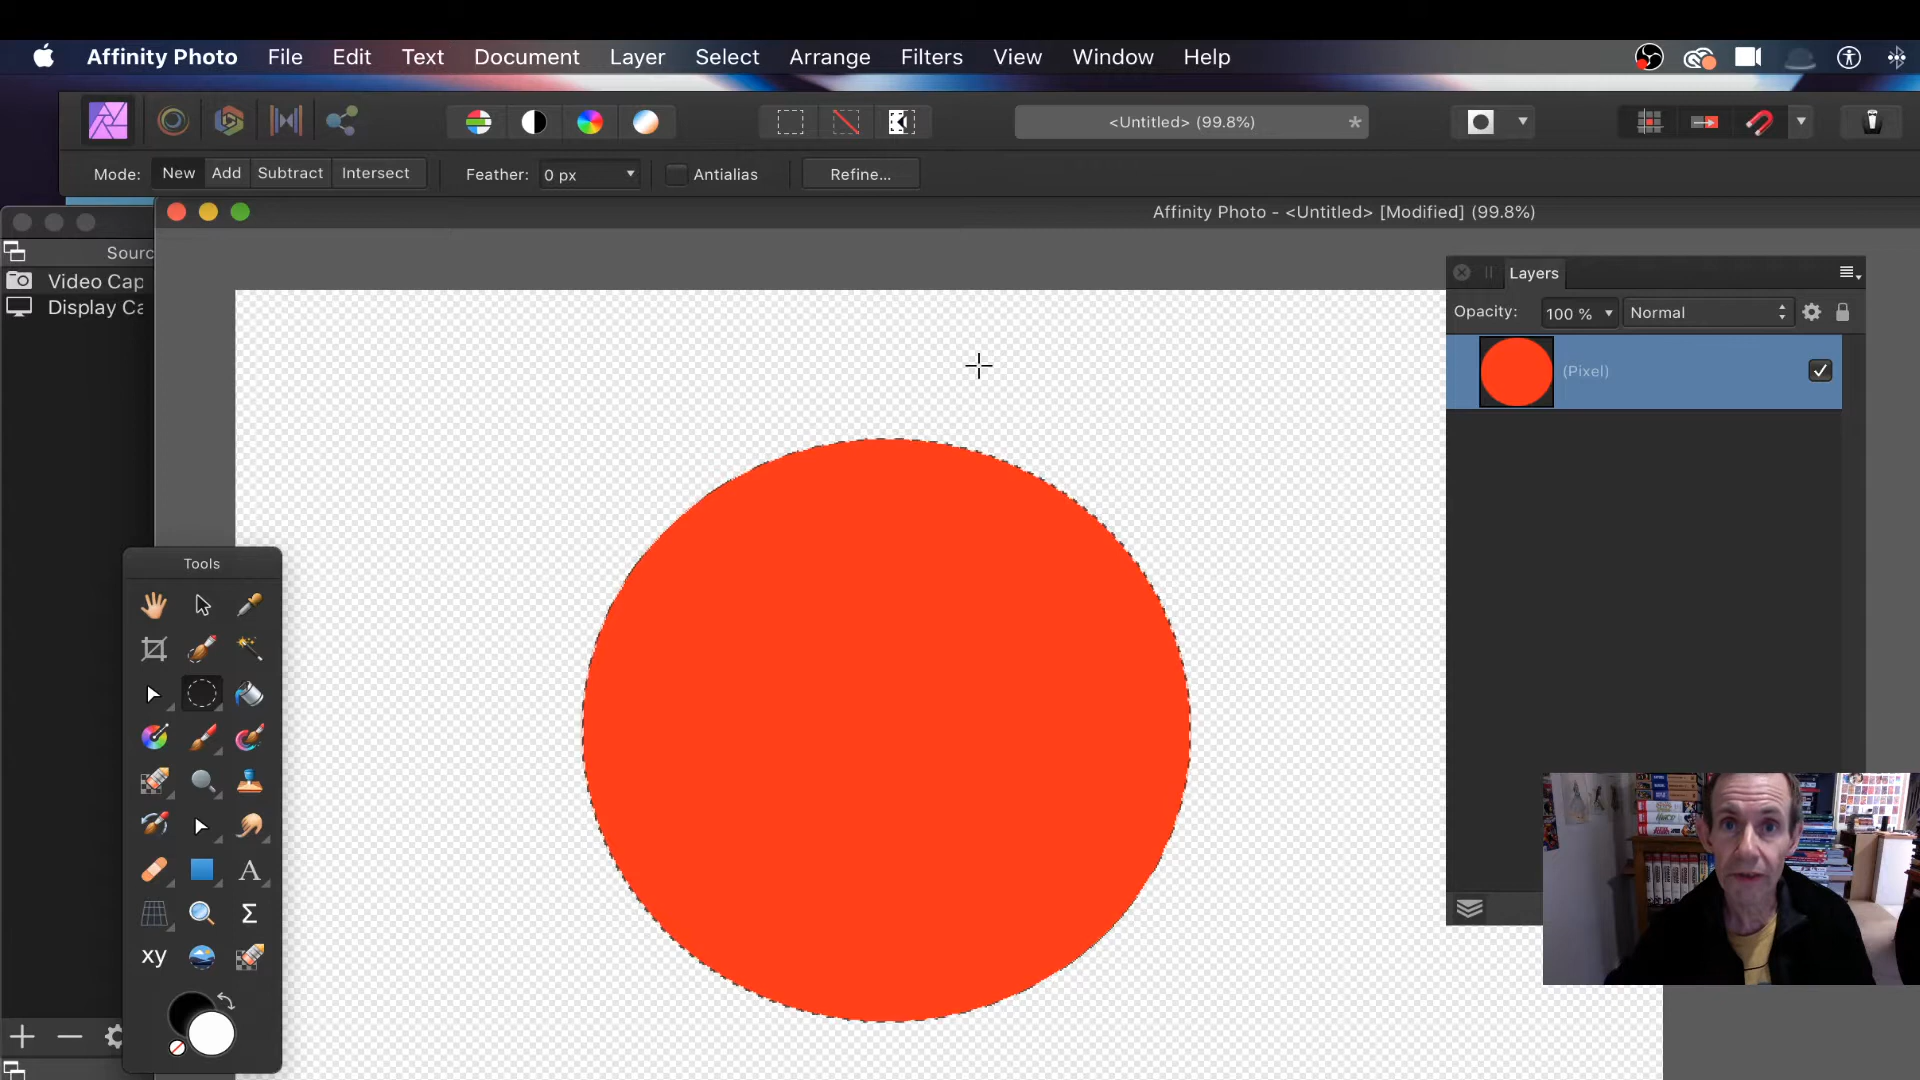 Affinity Photo File Edit Text Document Layer Select Arrange Filters View Window Help
<Untitled> (99.8%) *
Mode: New Add Subtract Intersect Feather: 0 px Antialias Refine...
Affinity Photo - <Untitled> [Modified] (99.8%)
Sourc
Video Cap
Display Ca
Layers
Opacity: 100 % Normal
(Pixel)
Tools
A
Σ
xy